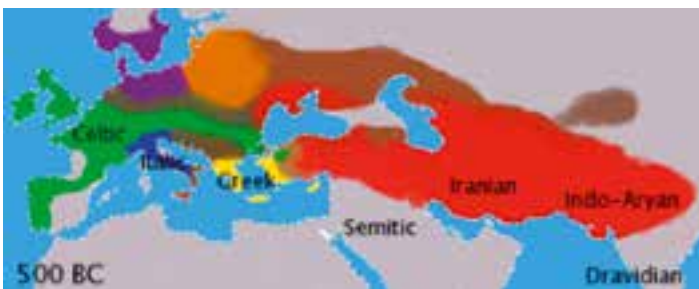 Celtic
Italic
Greek
Iranian
Indo-Aryan
Semitic
500 BC
Dravidian